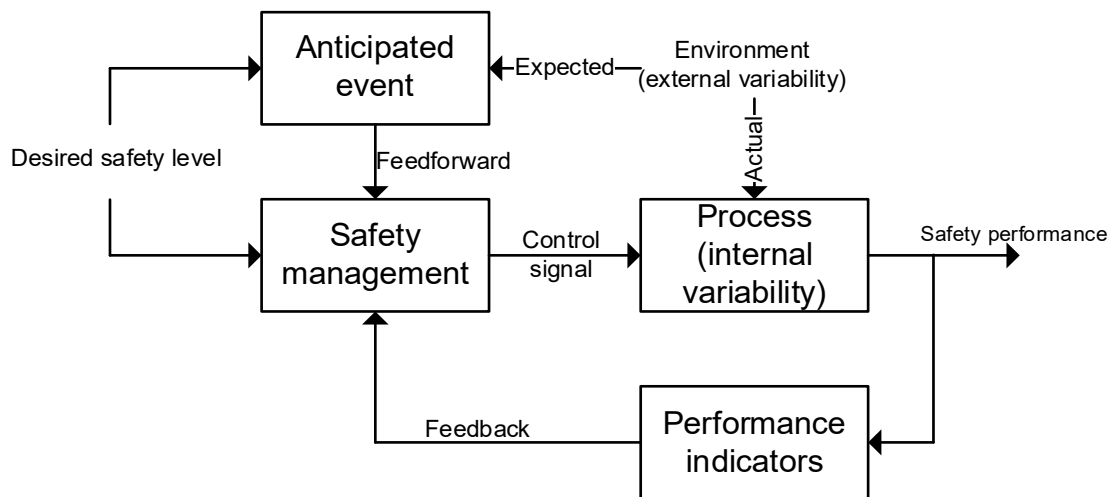 Anticipated
event
Expected
Environment
(external variability)
Desired safety level
Feedforward
Actual
Safety
management
Control
signal
Process
(internal
variability)
Safety performance
Feedback
Performance
indicators